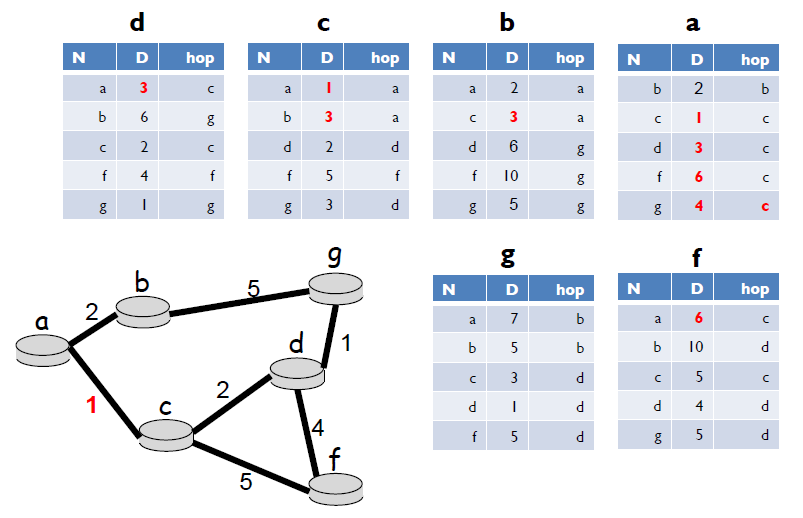 d c b a
N D hop N D hop N D hop N D hop
a 3 c a 1 a a 2 a b 2 b
b 6 g b 3 a c 3 a c 1 c
c 2 c d 2 d d 6 g d 3 c
f 4 f f 5 f f 10 g f 6 c
g 1 g g 3 d g 5 g g 4 c
g f
N D hop N D hop
a 7 b a 6 c
b 5 b b 10 d
c 3 d c 5 c
d 1 d d 4 d
f 5 d g 5 d
g
b
5
2
a
d
1
2
1
c
4
f
5